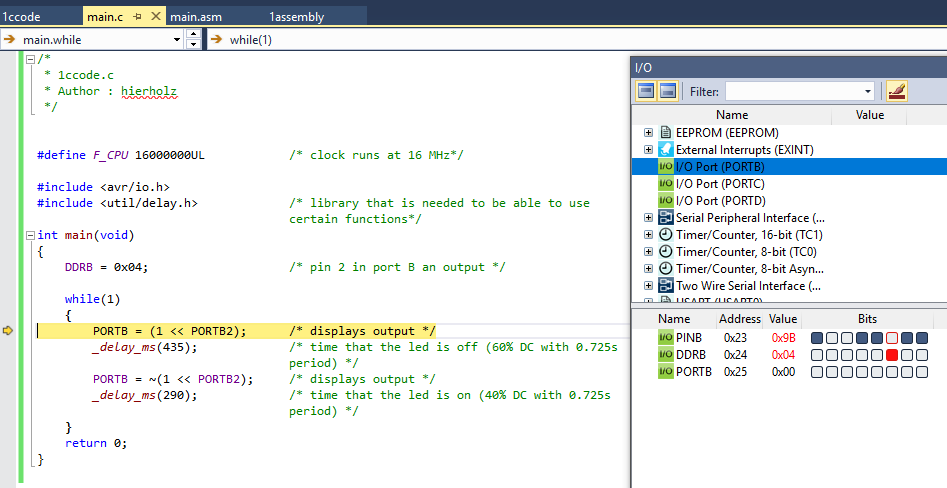 1ccode main.c main.asm 1assembly
main.while while(1)
/*
* 1ccode.c
* Author : hierholz
*/
#define F_CPU 16000000UL /* clock runs at 16 MHz*/
#include <avr/io.h>
#include <util/delay.h> /* library that is needed to be able to use
certain functions*/
int main(void)
{
DDRB = 0x04; /* pin 2 in port B an output */
while(1)
{
PORTB = (1 << PORTB2); /* displays output */
_delay_ms(435); /* time that the led is off (60% DC with 0.725s
period) */
PORTB = ~(1 << PORTB2); /* displays output */
_delay_ms(290); /* time that the led is on (40% DC with 0.725s
period) */
}
return 0;
}
I/O
Filter:
Name Value
EEPROM (EEPROM)
External Interrupts (EXINT)
I/O I/O Port (PORTB)
I/O I/O Port (PORTC)
I/O I/O Port (PORTD)
Serial Peripheral Interface (...
Timer/Counter, 16-bit (TC1)
Timer/Counter, 8-bit (TC0)
Timer/Counter, 8-bit Asyn...
Two Wire Serial Interface (...
USART (USART0)
Name Address Value Bits
I/O PINB 0x23 0x9B
I/O DDRB 0x24 0x04
I/O PORTB 0x25 0x00